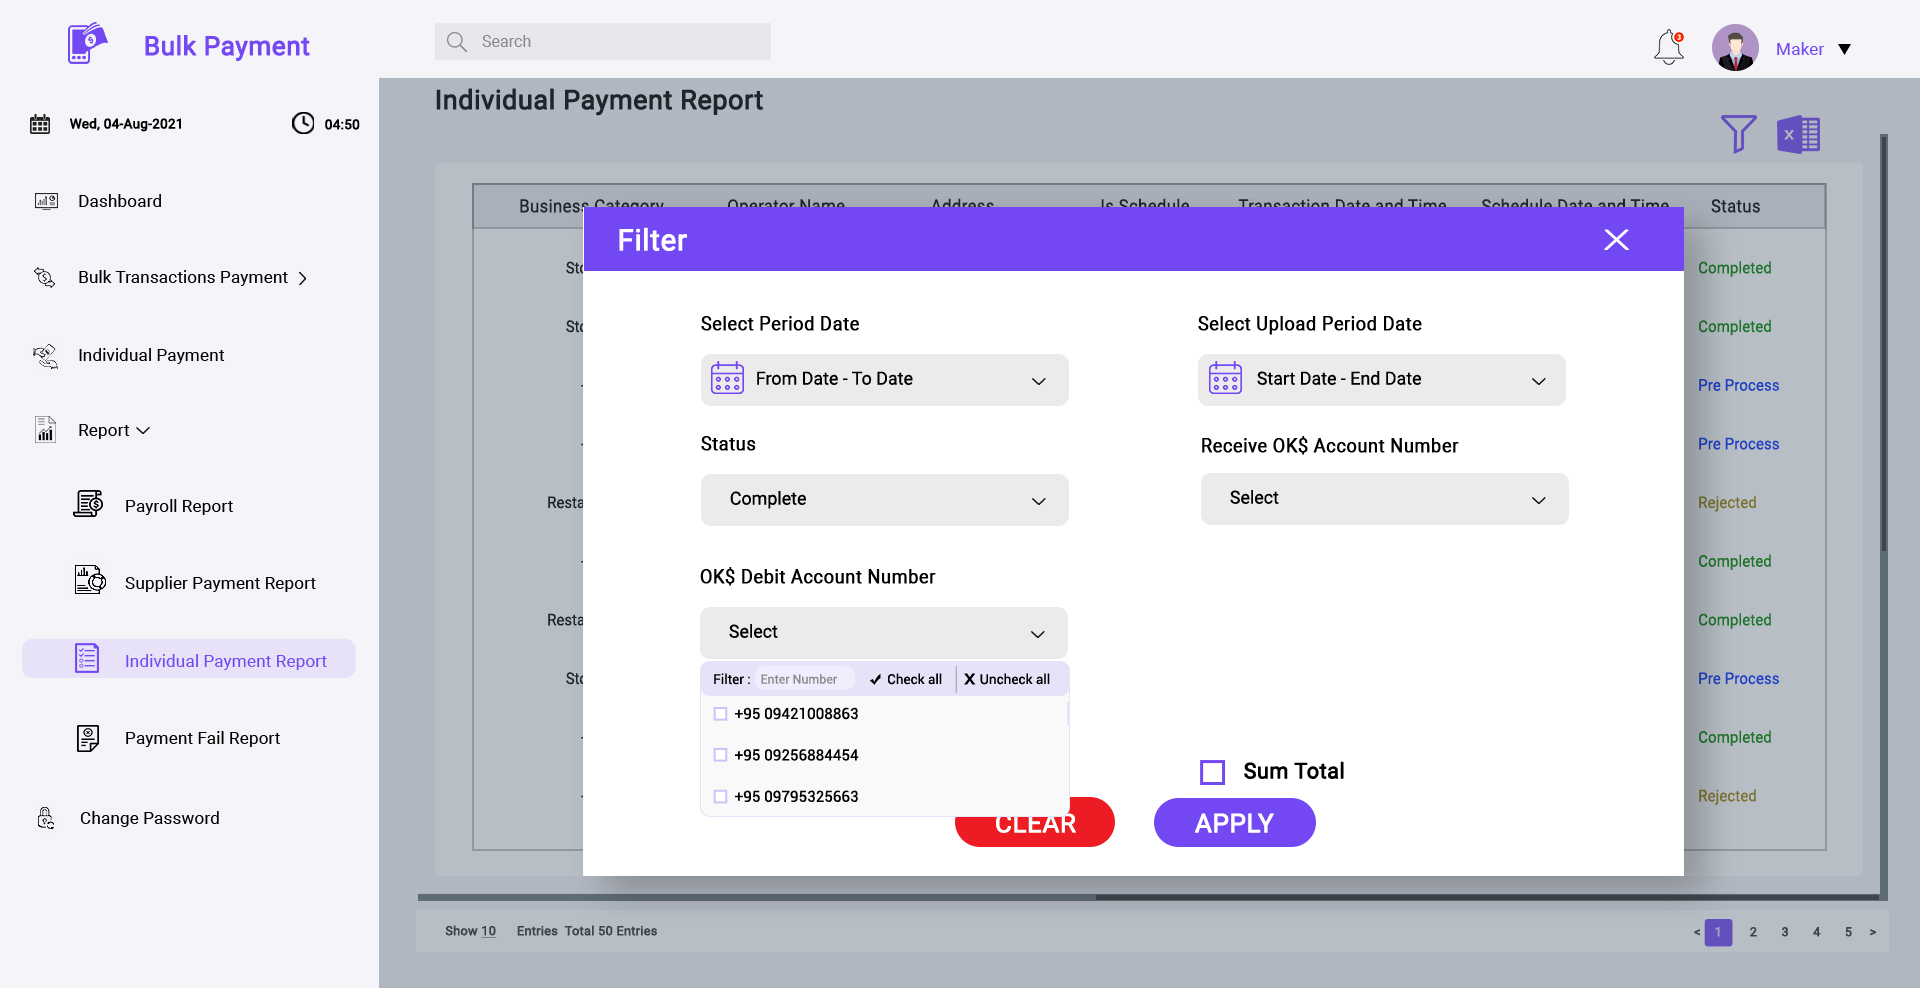 Bulk Payment
Search
3
Maker
Wed, 04-Aug-2021
04:50
Dashboard
Bulk Transactions Payment
Individual Payment
Report
Payroll Report
Supplier Payment Report
Individual Payment Report
Payment Fail Report
Change Password
Individual Payment Report
Business Category Operator Name Address Is Schedule Transaction Date and Time Schedule Date and Time Status
Completed
Completed
Pre Process
Pre Process
Rejected
Completed
Completed
Pre Process
Completed
Rejected
Filter
Select Period Date
Select Upload Period Date
From Date - To Date
Start Date - End Date
Status
Receive OK$ Account Number
Complete
Select
OK$ Debit Account Number
Select
Filter : Enter Number Check all X Uncheck all
+95 09421008863
+95 09256884454
+95 09795325663
Sum Total
CLEAR
APPLY
Show 10 Entries Total 50 Entries
< 1 2 3 4 5 >